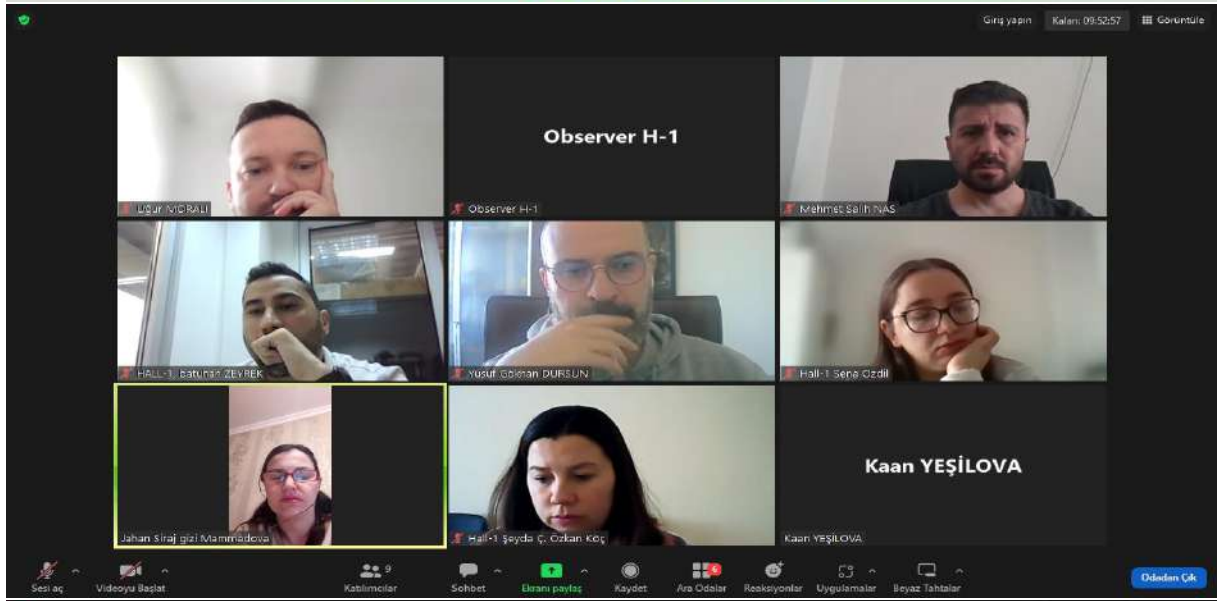 Giriş yapın
Kalan: 09:52:57
Görüntüle
Observer H-1
Uğur MORALI
Observer H-1
Mehmet Salih NAS
HALL-1, batuhan ZEYREK
Yusuf Gökhan DURSUN
Hall-1 Sena Özdil
Kaan YEŞİLOVA
Jahan Siraj gizi Mammadova
Hall-1 Şeyda Ç. Özkan Koç
Kaan YEŞİLOVA
9
6
Sesi aç
Videoyu Başlat
Katılımcılar
Sohbet
Ekranı paylaş
Kaydet
Ara Odalar
Reaksiyonlar
Uygulamalar
Beyaz Tahtalar
Odadan Çık